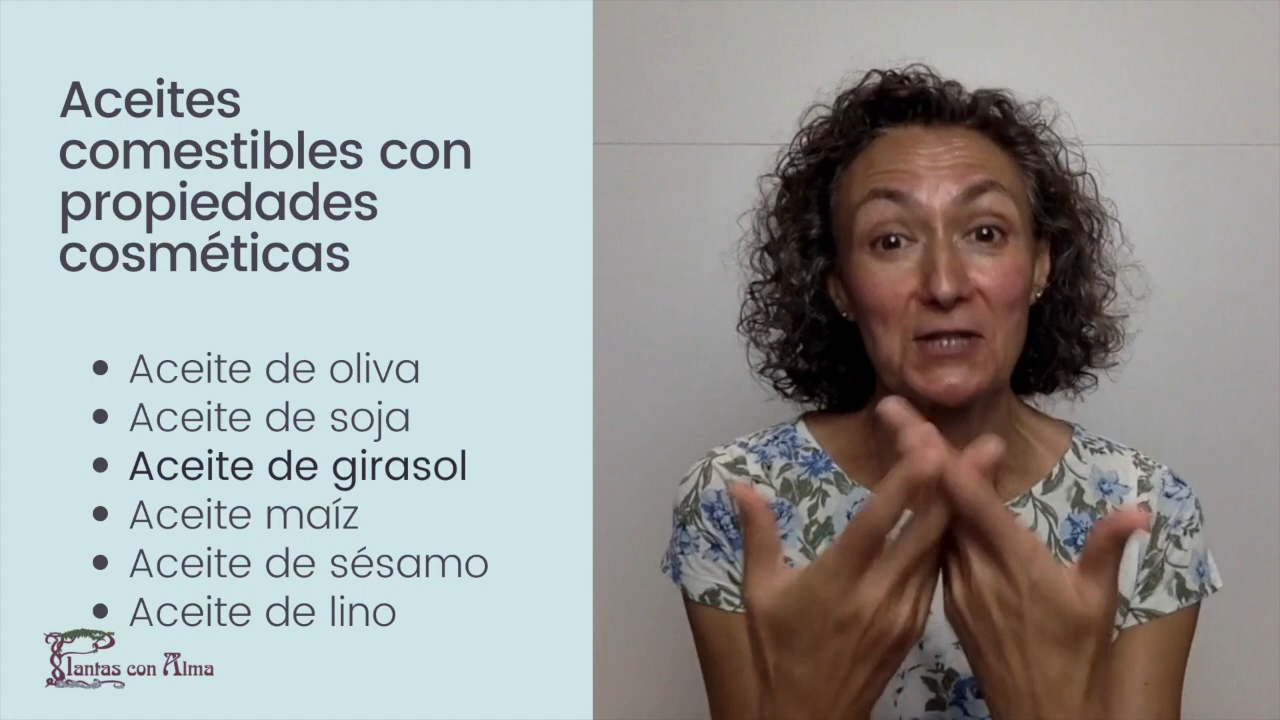 Aceites
comestibles con
propiedades
cosméticas
Aceite de oliva
Aceite de soja
Aceite de girasol
Aceite maíz
Aceite de sésamo
Aceite de lino
Plantas con Alma